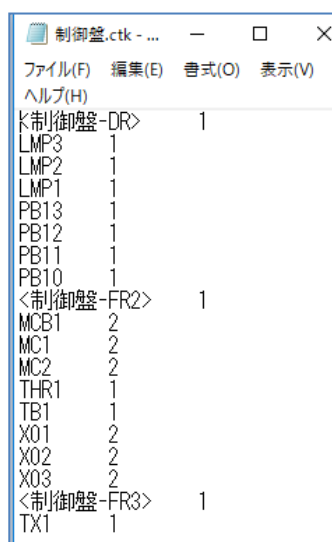 制御盤.ctk - ...
ファイル(F) 編集(E) 書式(O) 表示(V)
ヘルプ(H)
<制御盤-DR> 1
LMP3 1
LMP2 1
LMP1 1
PB13 1
PB12 1
PB11 1
PB10 1
<制御盤-FR2> 1
MCB1 2
MC1 2
MC2 2
THR1 1
TB1 1
X01 2
X02 2
X03 2
<制御盤-FR3> 1
TX1 1